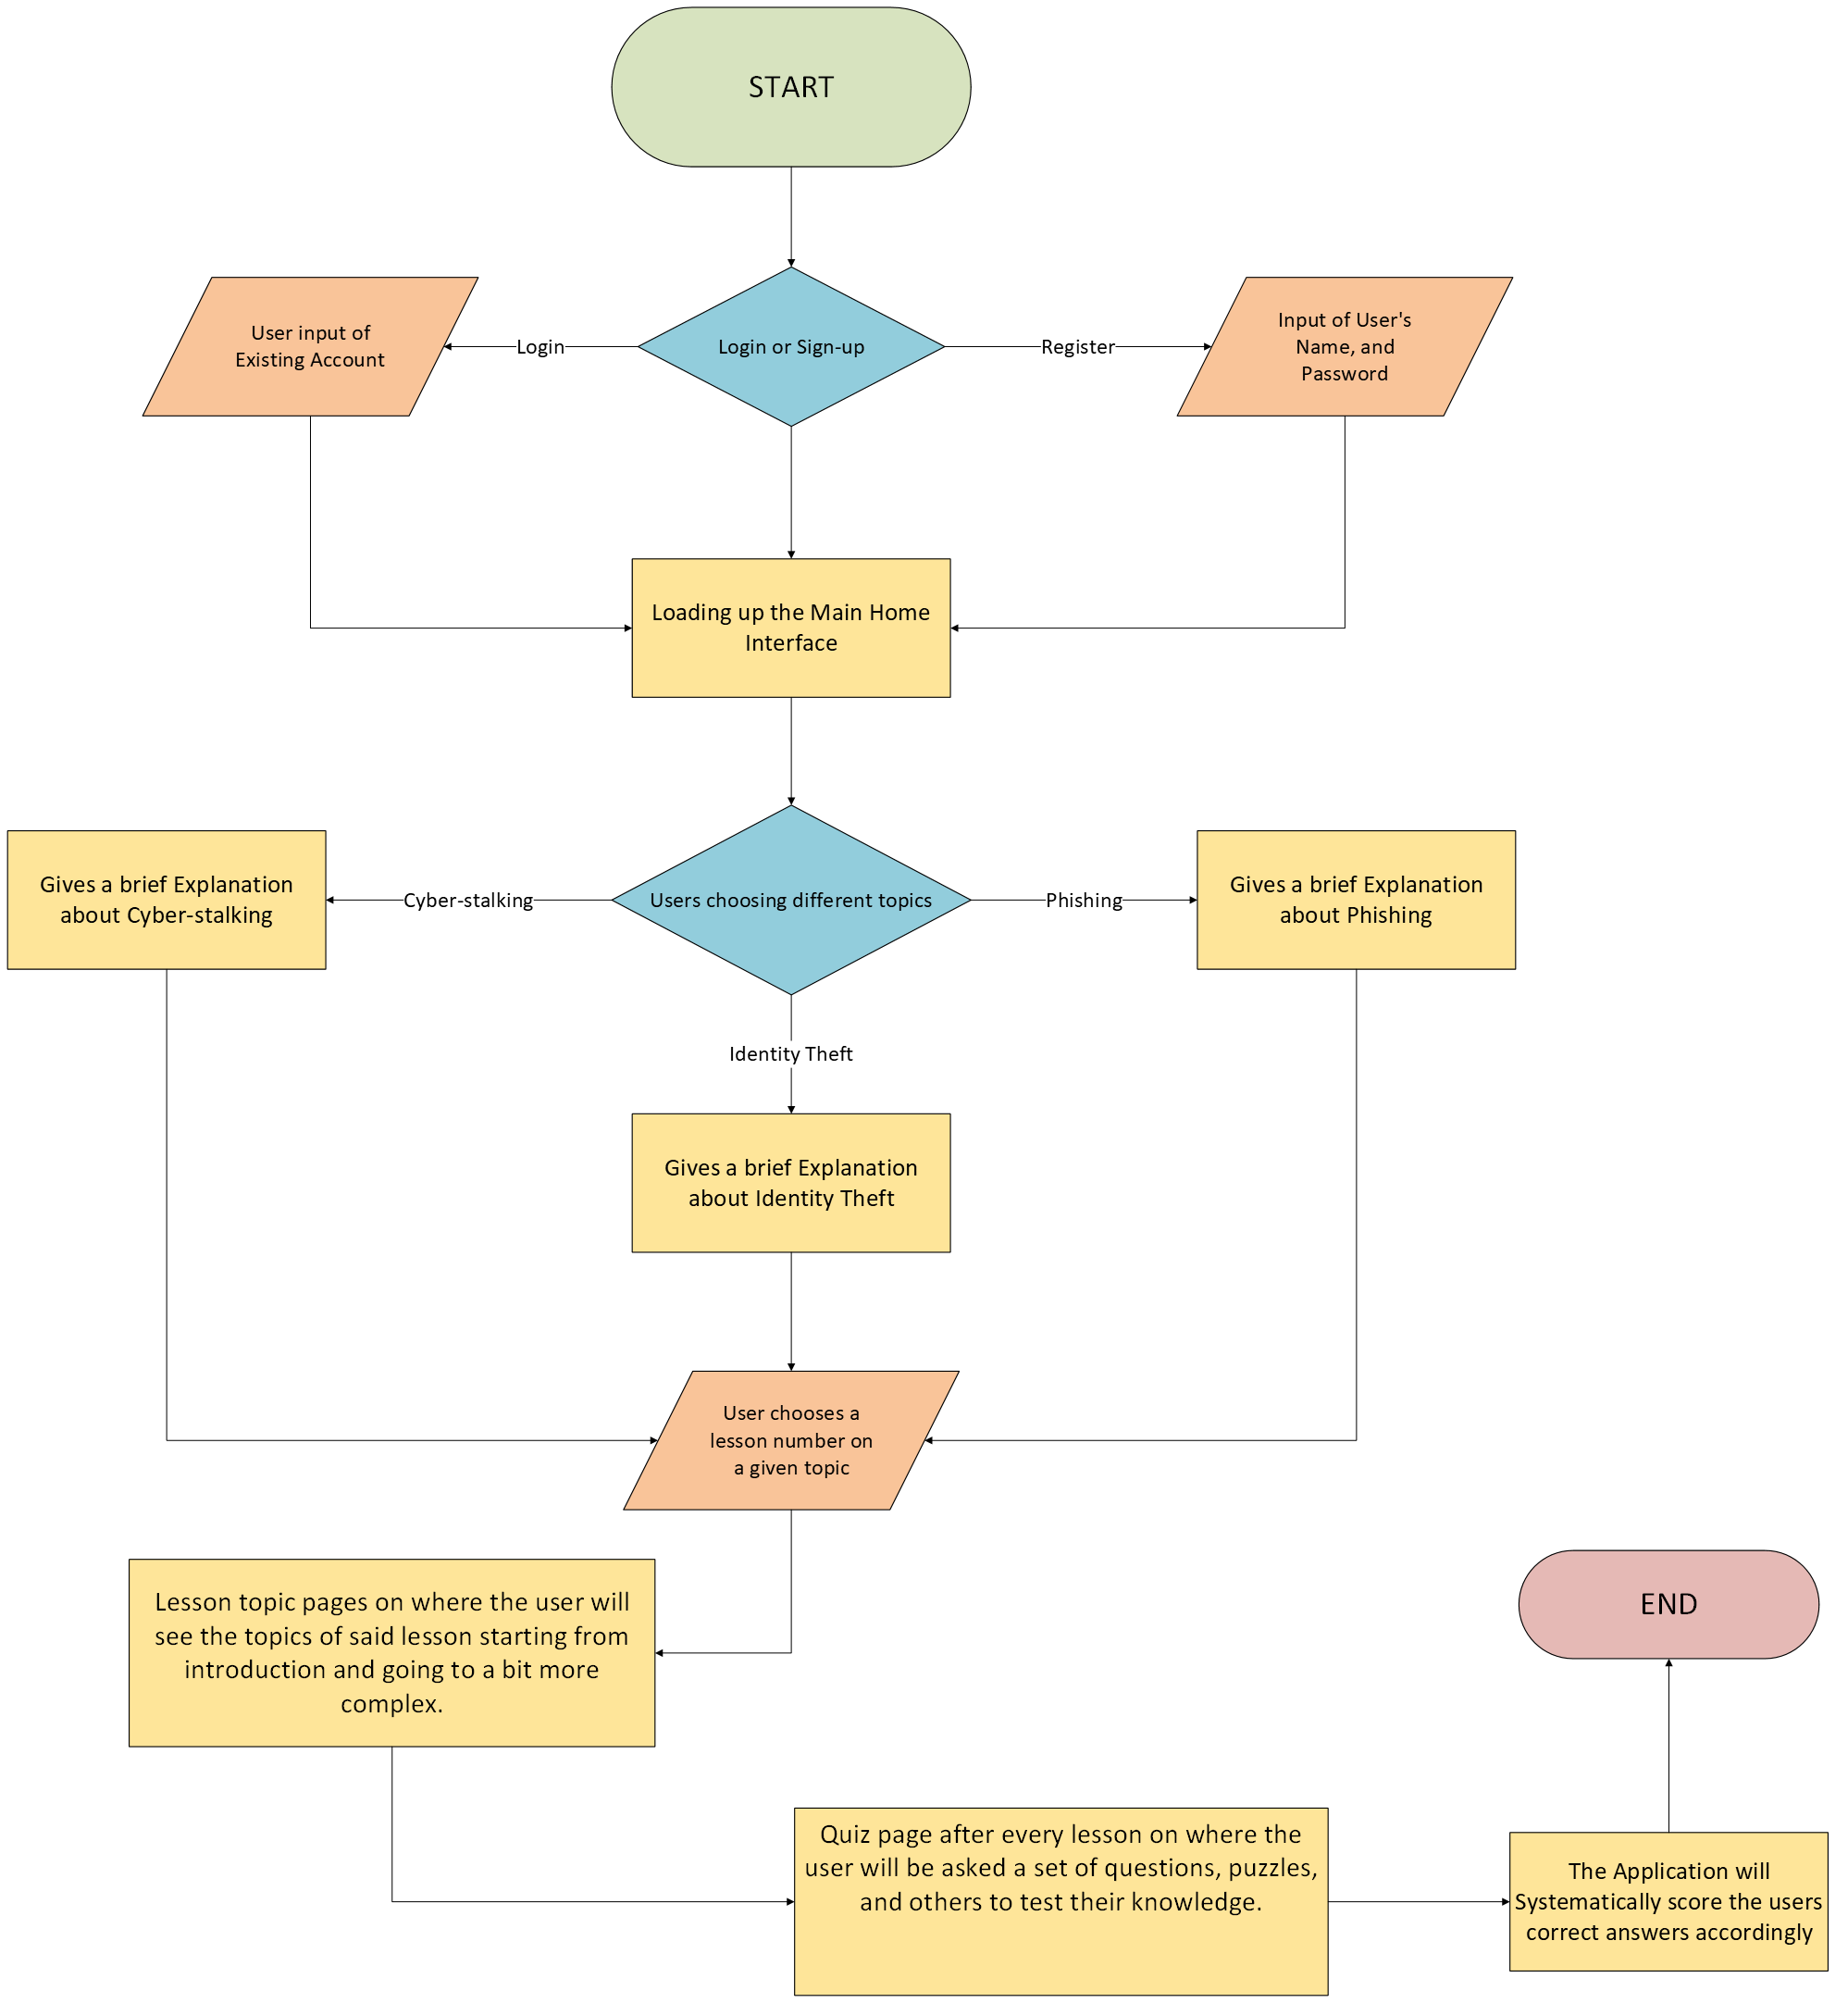 START
User input of
Existing Account
Login
Login or Sign-up
Register
Input of User's
Name, and
Password
Loading up the Main Home
Interface
Gives a brief Explanation
about Cyber-stalking
Cyber-stalking
Users choosing different topics
Phishing
Gives a brief Explanation
about Phishing
Identity Theft
Gives a brief Explanation
about Identity Theft
User chooses a
lesson number on
a given topic
Lesson topic pages on where the user will
see the topics of said lesson starting from
introduction and going to a bit more
complex.
END
Quiz page after every lesson on where the
user will be asked a set of questions, puzzles,
and others to test their knowledge.
The Application will
Systematically score the users
correct answers accordingly